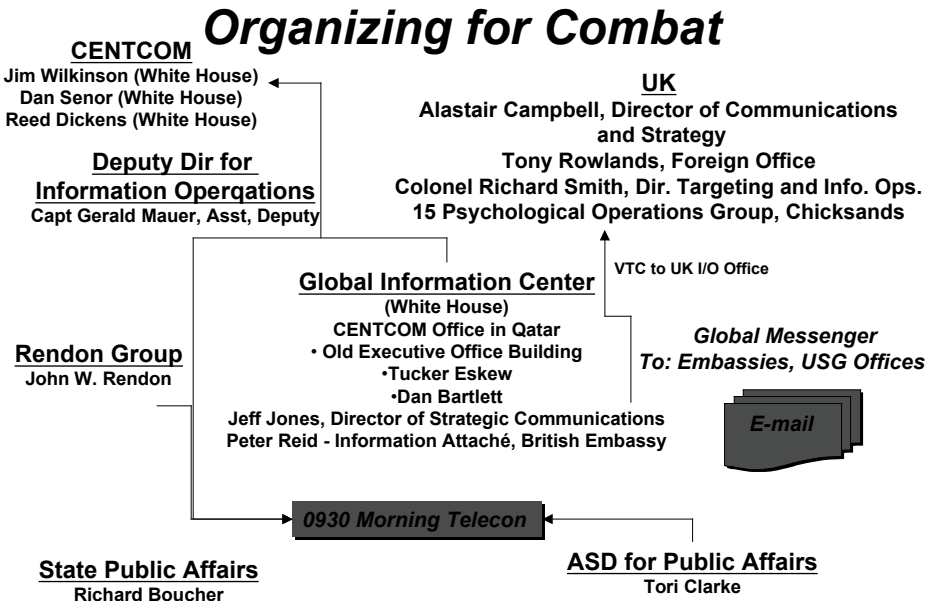 Organizing for Combat
CENTCOM
Jim Wilkinson (White House)
Dan Senor (White House)
Reed Dickens (White House)
Deputy Dir for
Information Operqations
Capt Gerald Mauer, Asst, Deputy
UK
Alastair Campbell, Director of Communications
and Strategy
Tony Rowlands, Foreign Office
Colonel Richard Smith, Dir. Targeting and Info. Ops.
15 Psychological Operations Group, Chicksands
VTC to UK I/O Office
Global Information Center
(White House)
CENTCOM Office in Qatar
• Old Executive Office Building
•Tucker Eskew
•Dan Bartlett
Jeff Jones, Director of Strategic Communications
Peter Reid - Information Attaché, British Embassy
Rendon Group
John W. Rendon
Global Messenger
To: Embassies, USG Offices
E-mail
0930 Morning Telecon
State Public Affairs
Richard Boucher
ASD for Public Affairs
Tori Clarke